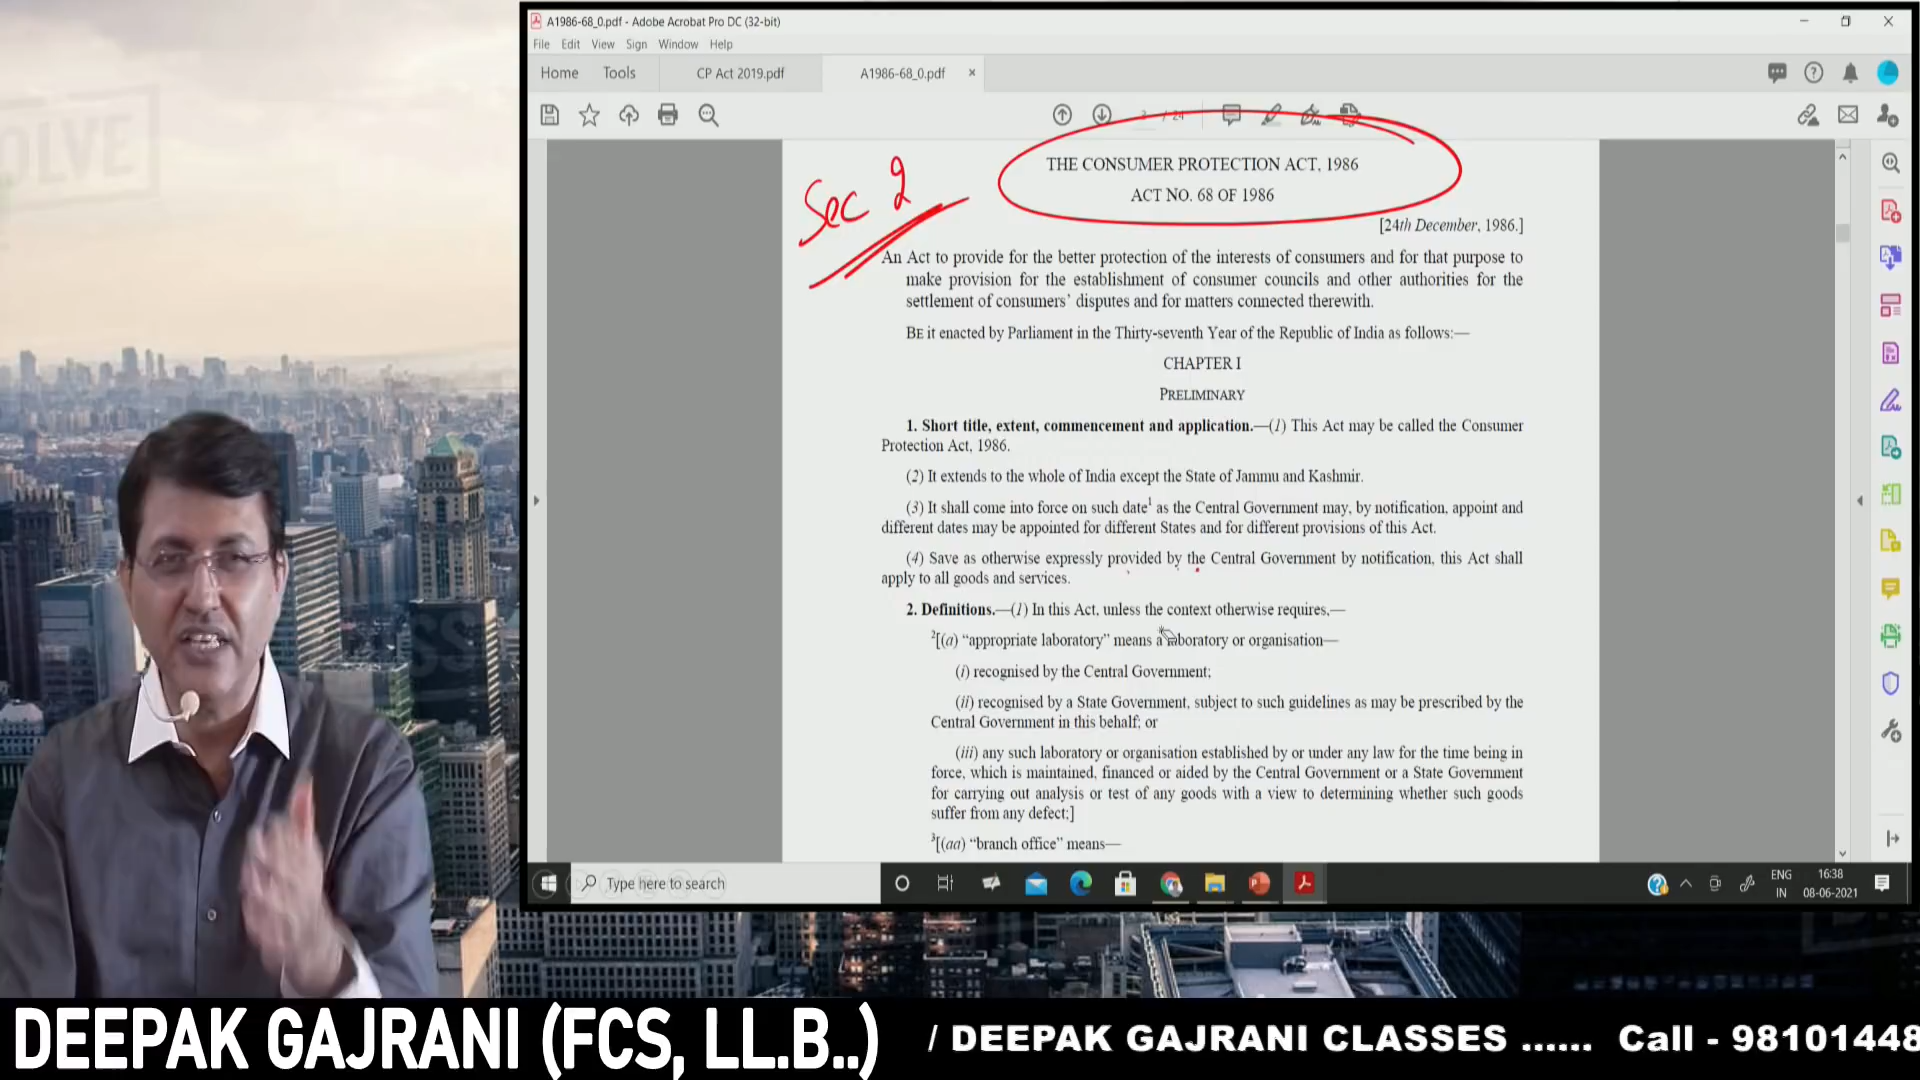 A1986-68_0.pdf - Adobe Acrobat Pro DC (32-bit)
File Edit View Sign Window Help
Home Tools CP Act 2019.pdf A1986-68_0.pdf ×
OLVE
Sec 2
THE CONSUMER PROTECTION ACT, 1986
ACT NO. 68 OF 1986
[24th December, 1986.]
An Act to provide for the better protection of the interests of consumers and for that purpose to
make provision for the establishment of consumer councils and other authorities for the
settlement of consumers’ disputes and for matters connected therewith.
BE it enacted by Parliament in the Thirty-seventh Year of the Republic of India as follows:—
CHAPTER I
PRELIMINARY
1. Short title, extent, commencement and application.—(1) This Act may be called the Consumer
Protection Act, 1986.
(2) It extends to the whole of India except the State of Jammu and Kashmir.
(3) It shall come into force on such date1 as the Central Government may, by notification, appoint and
different dates may be appointed for different States and for different provisions of this Act.
(4) Save as otherwise expressly provided by the Central Government by notification, this Act shall
apply to all goods and services.
2. Definitions.—(1) In this Act, unless the context otherwise requires,—
2[(a) “appropriate laboratory” means a laboratory or organisation—
(i) recognised by the Central Government;
(ii) recognised by a State Government, subject to such guidelines as may be prescribed by the
Central Government in this behalf; or
(iii) any such laboratory or organisation established by or under any law for the time being in
force, which is maintained, financed or aided by the Central Government or a State Government
for carrying out analysis or test of any goods with a view to determining whether such goods
suffer from any defect;]
3[(aa) “branch office” means—
Type here to search
ENG
IN
16:38
08-06-2021
DEEPAK GAJRANI (FCS, LL.B..)
/ DEEPAK GAJRANI CLASSES ...... Call - 98101448